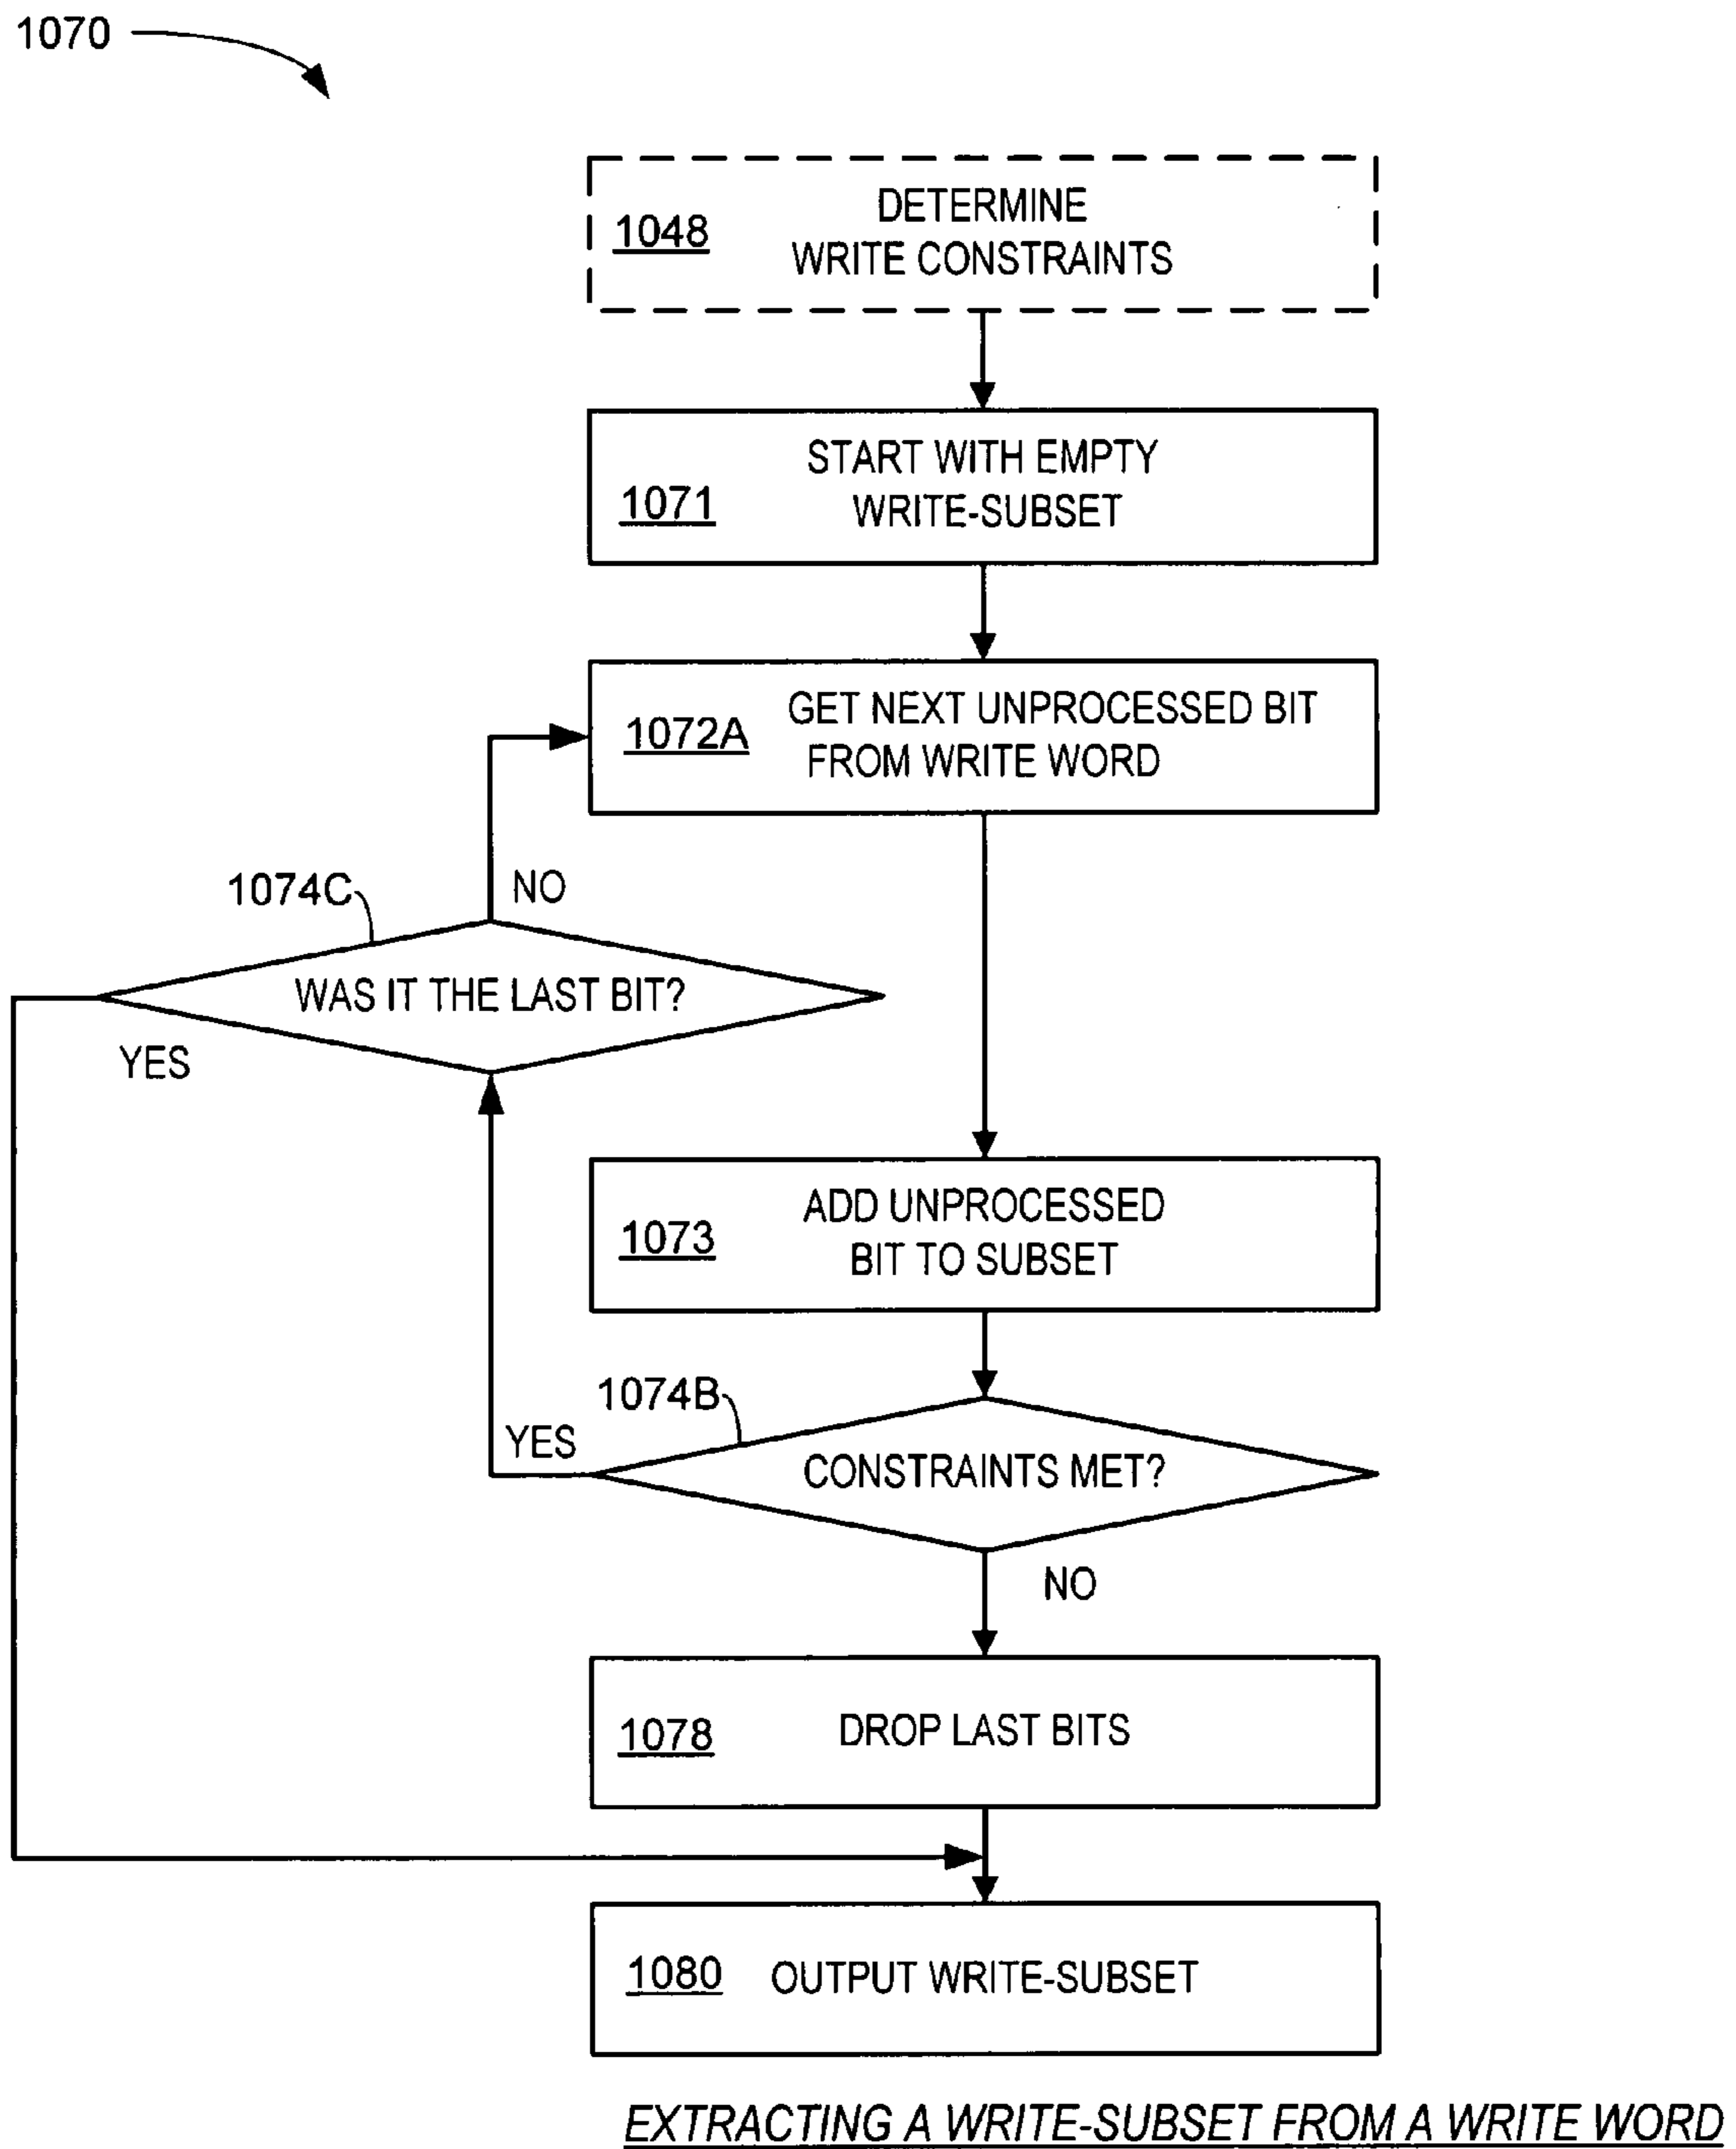 1070
1048
DETERMINE
WRITE CONSTRAINTS
1071
START WITH EMPTY
WRITE-SUBSET
1072A
GET NEXT UNPROCESSED BIT
FROM WRITE WORD
1074C
NO
WAS IT THE LAST BIT?
YES
1073
ADD UNPROCESSED
BIT TO SUBSET
1074B
YES
CONSTRAINTS MET?
NO
1078
DROP LAST BITS
1080
OUTPUT WRITE-SUBSET
EXTRACTING A WRITE-SUBSET FROM A WRITE WORD